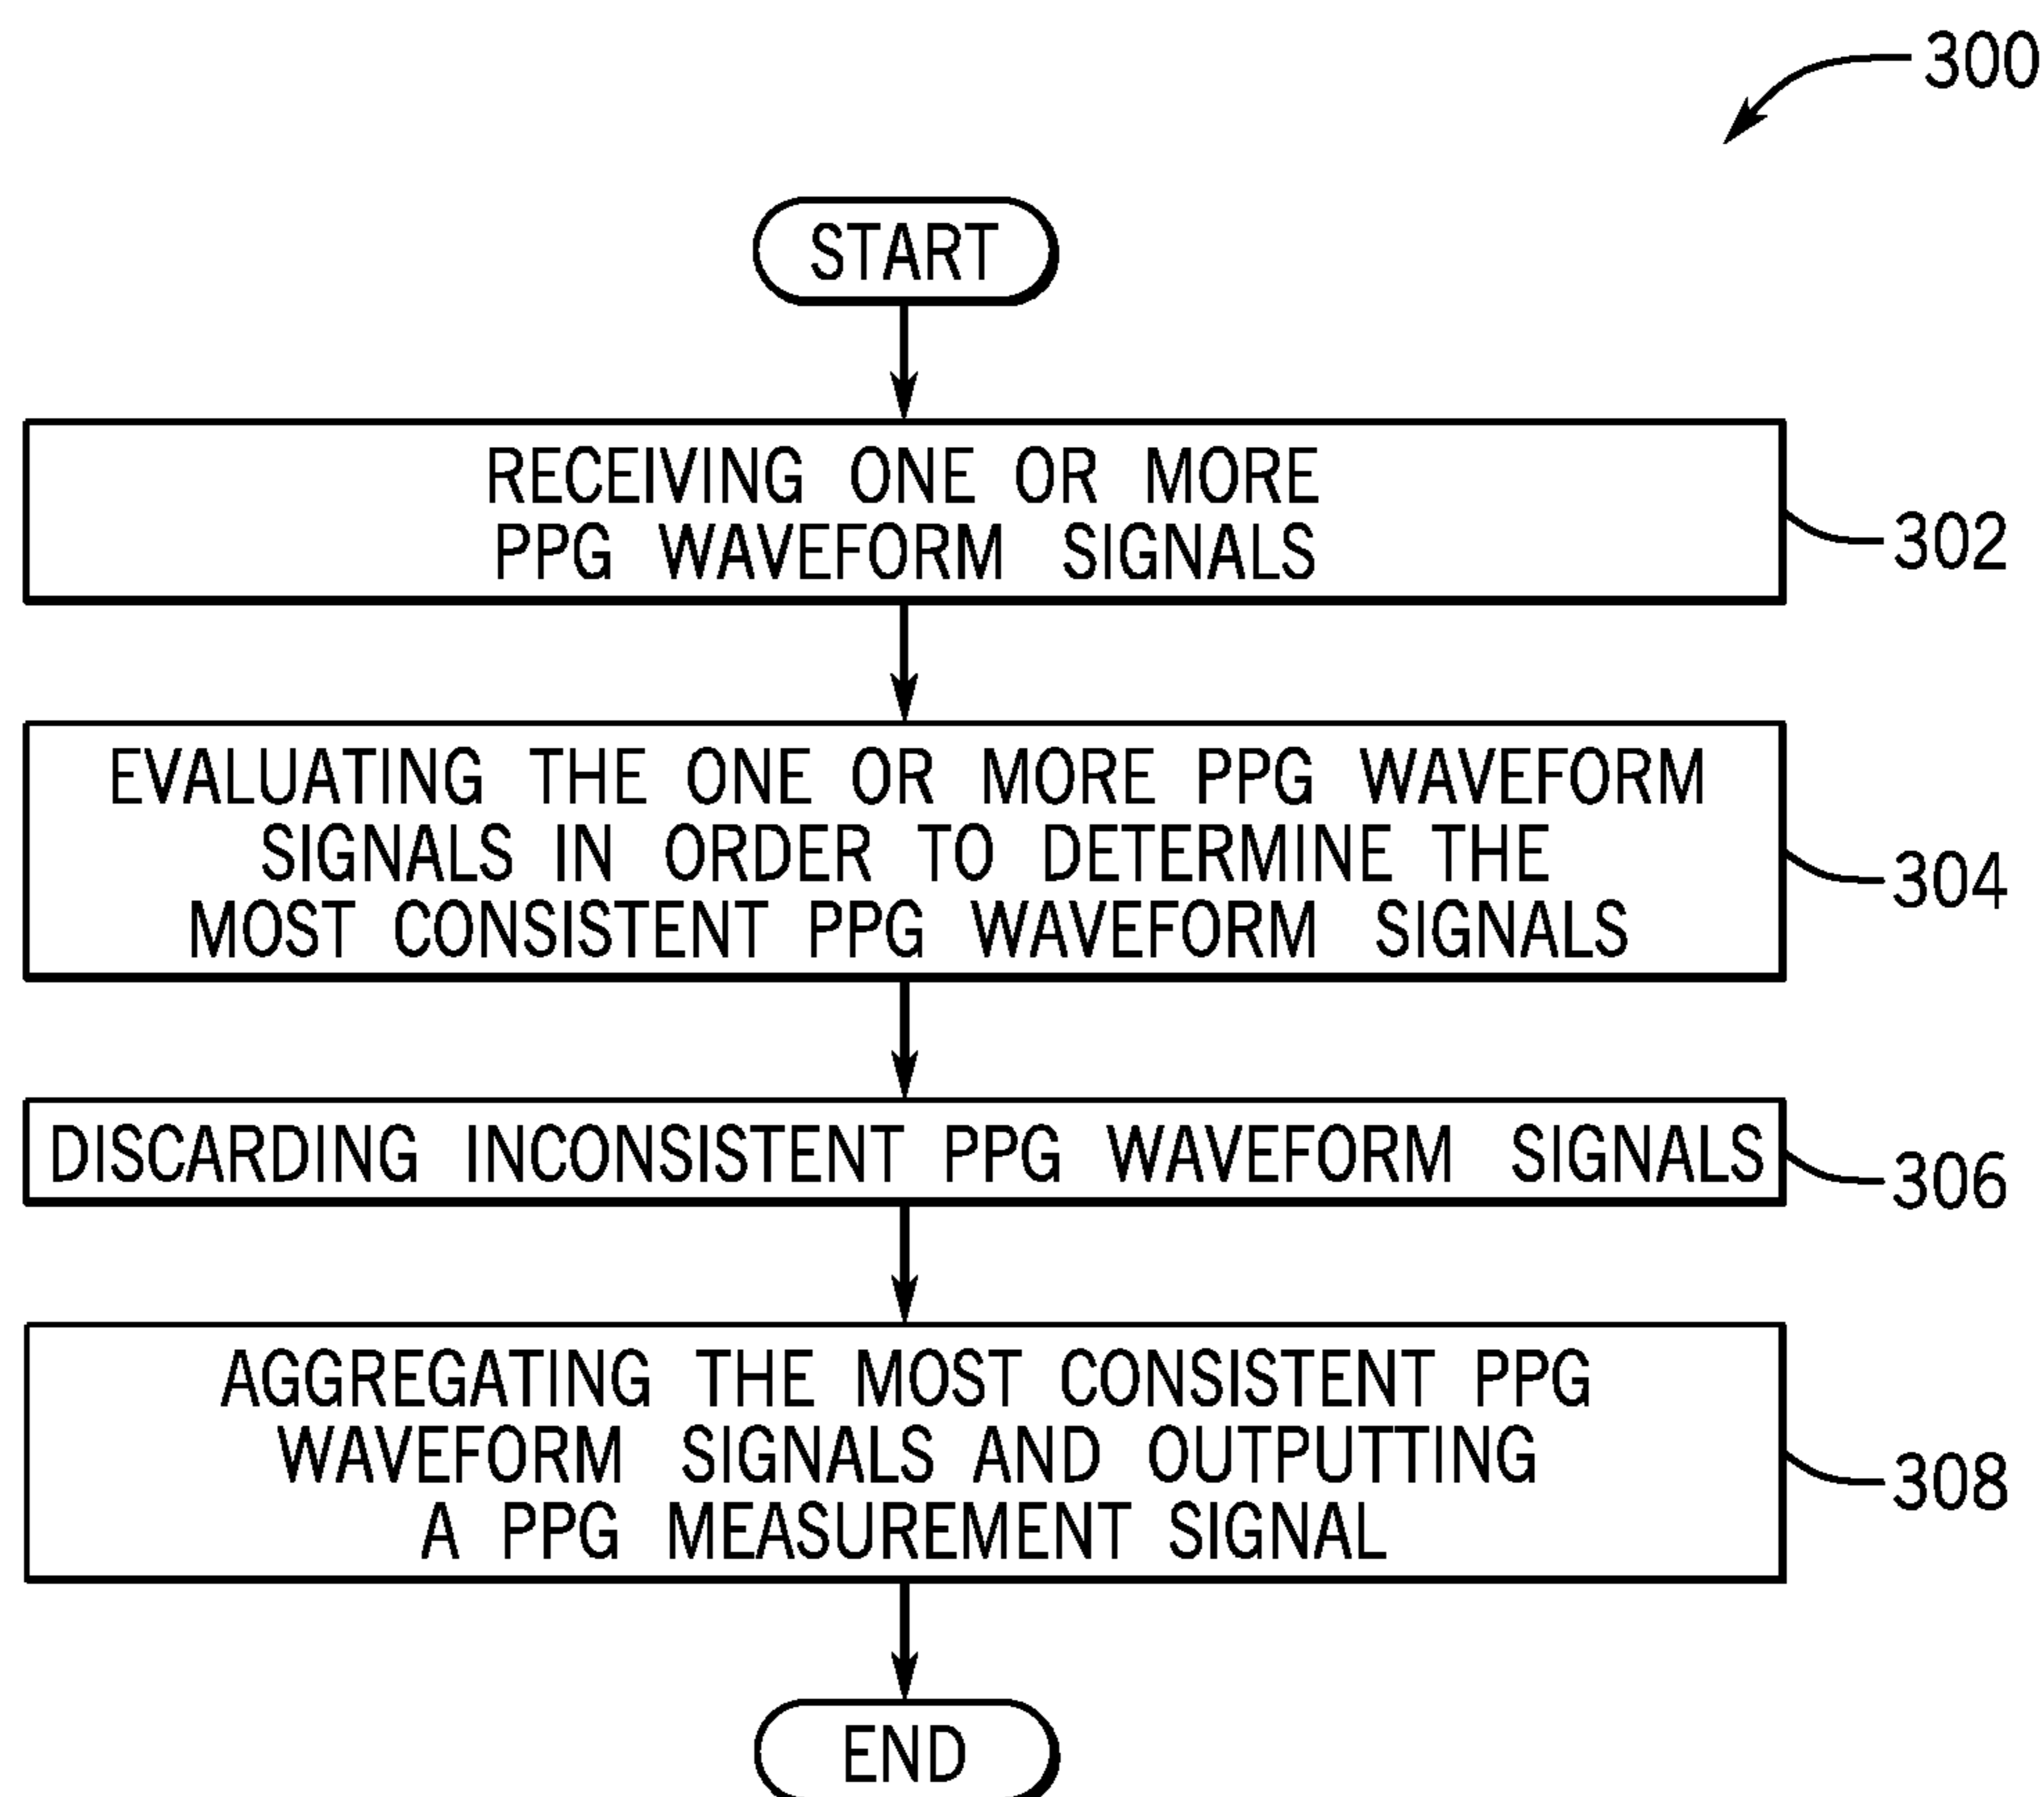 300
START
RECEIVING ONE OR MORE
PPG WAVEFORM SIGNALS
302
EVALUATING THE ONE OR MORE PPG WAVEFORM
SIGNALS IN ORDER TO DETERMINE THE
MOST CONSISTENT PPG WAVEFORM SIGNALS
304
DISCARDING INCONSISTENT PPG WAVEFORM SIGNALS
306
AGGREGATING THE MOST CONSISTENT PPG
WAVEFORM SIGNALS AND OUTPUTTING
A PPG MEASUREMENT SIGNAL
308
END